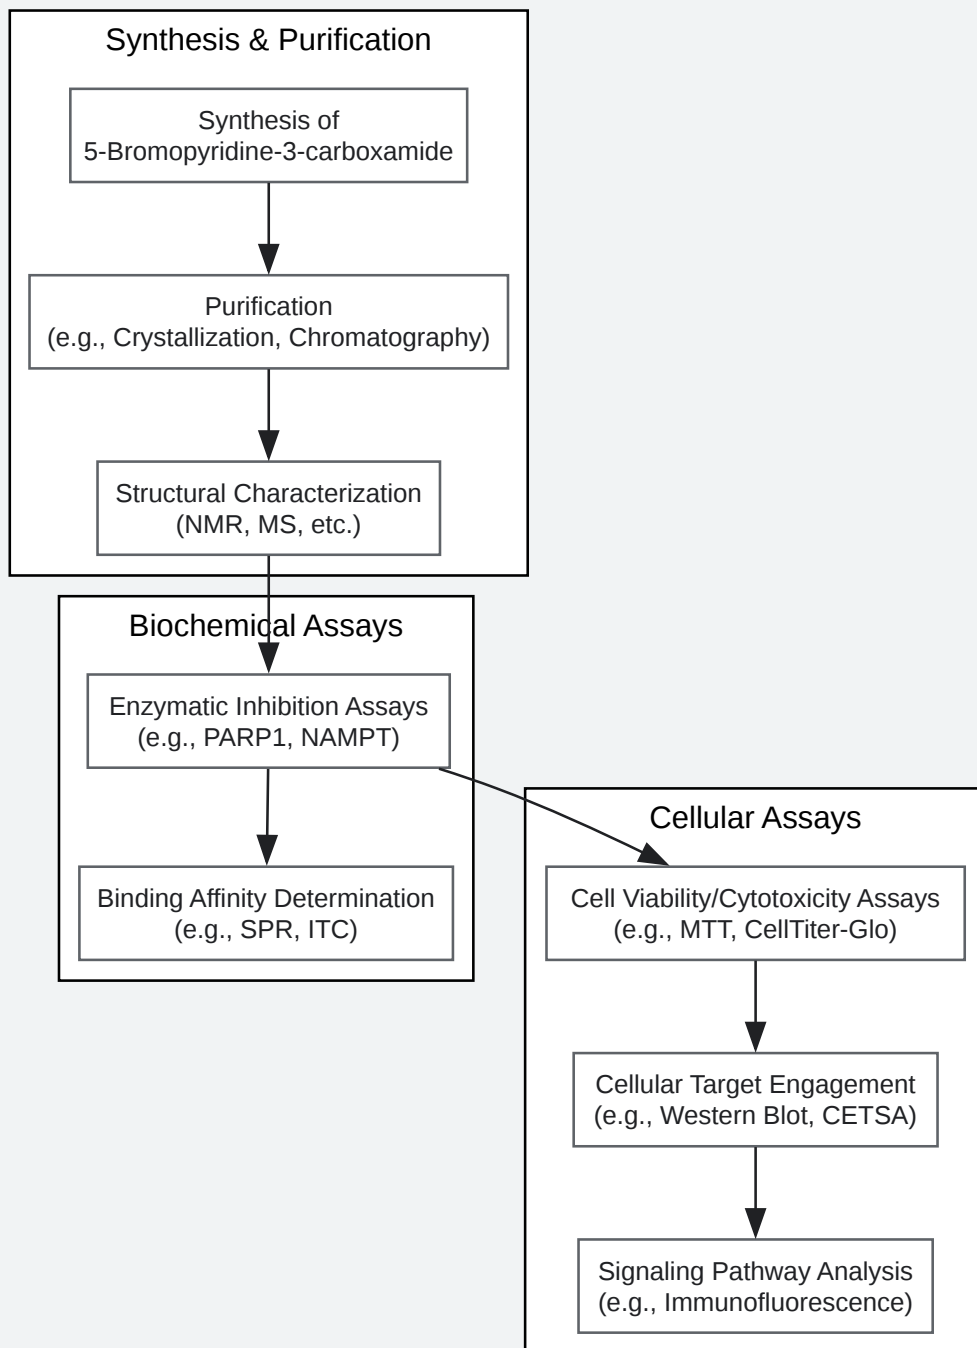 Synthesis & Purification
Synthesis of
5-Bromopyridine-3-carboxamide
Purification
(e.g., Crystallization, Chromatography)
Structural Characterization
(NMR, MS, etc.)
Biochemical Assays
Enzymatic Inhibition Assays
(e.g., PARP1, NAMPT)
Binding Affinity Determination
(e.g., SPR, ITC)
Cellular Assays
Cell Viability/Cytotoxicity Assays
(e.g., MTT, CellTiter-Glo)
Cellular Target Engagement
(e.g., Western Blot, CETSA)
Signaling Pathway Analysis
(e.g., Immunofluorescence)